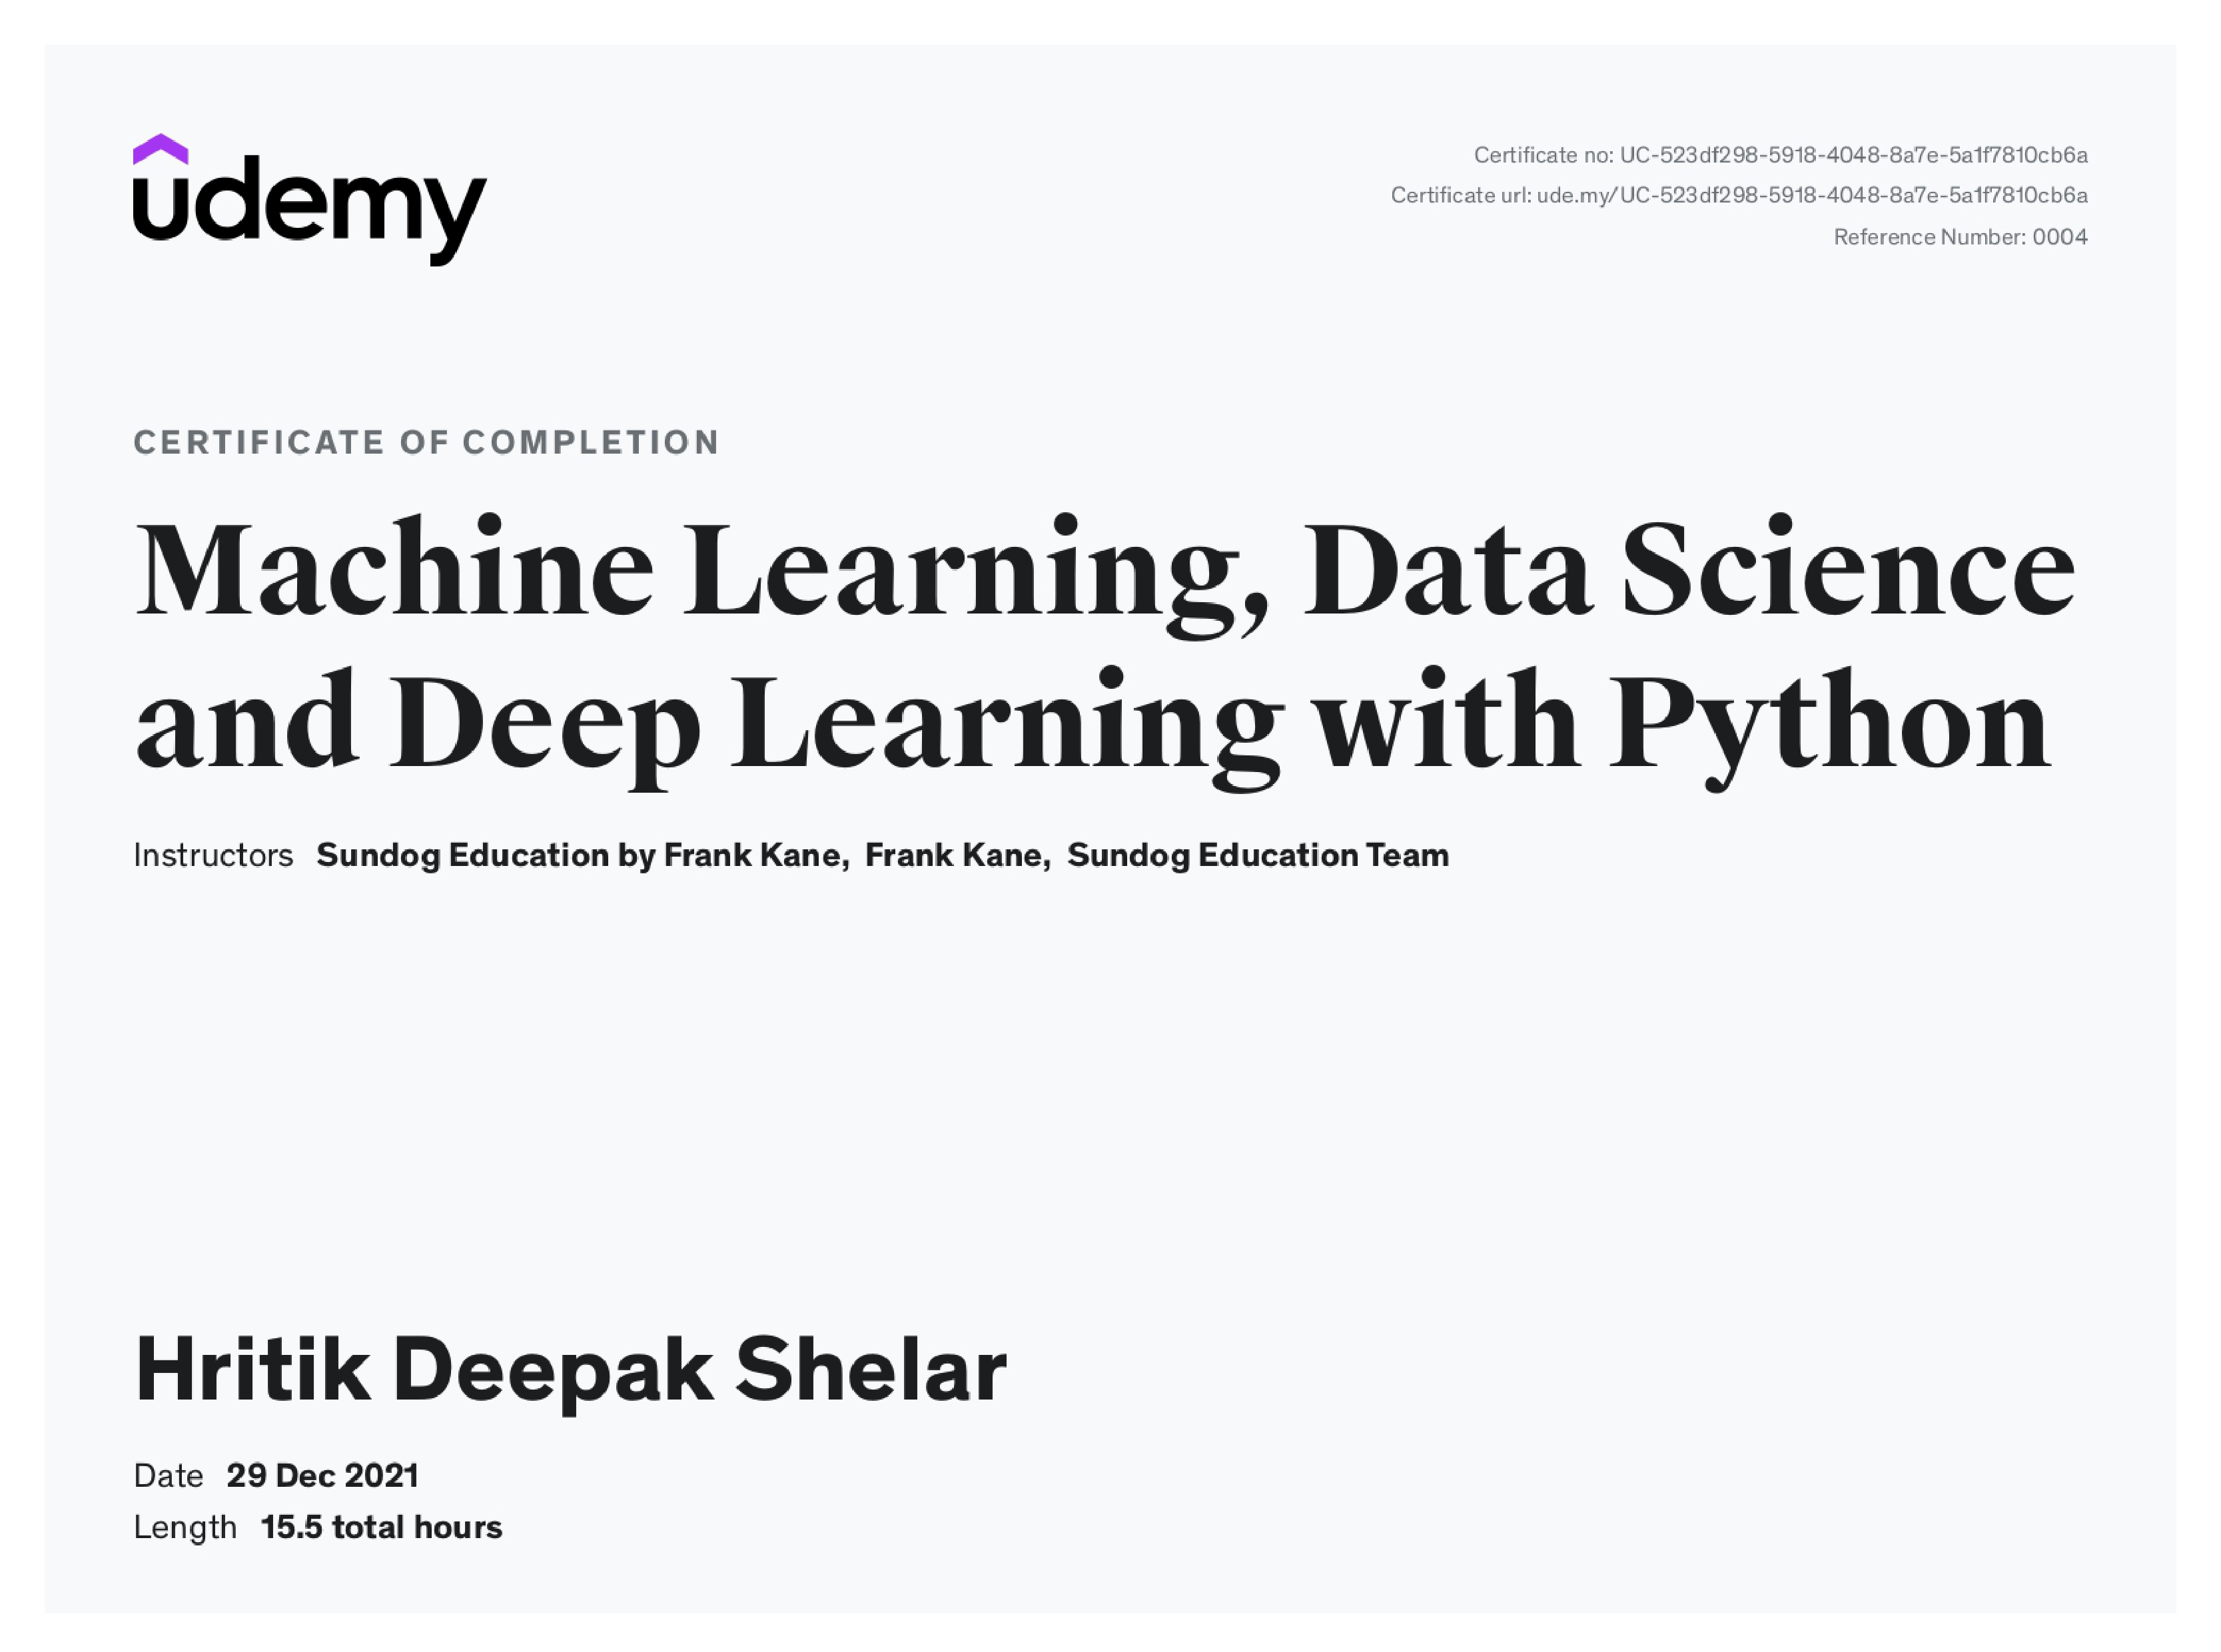 udemy
Certificate no: UC-523df298-5918-4048-8a7e-5a1f7810cb6a
Certificate url: ude.my/UC-523df298-5918-4048-8a7e-5a1f7810cb6a
Reference Number: 0004
CERTIFICATE OF COMPLETION
Machine Learning, Data Science
and Deep Learning with Python
Instructors Sundog Education by Frank Kane, Frank Kane, Sundog Education Team
Hritik Deepak Shelar
Date 29 Dec 2021
Length 15.5 total hours